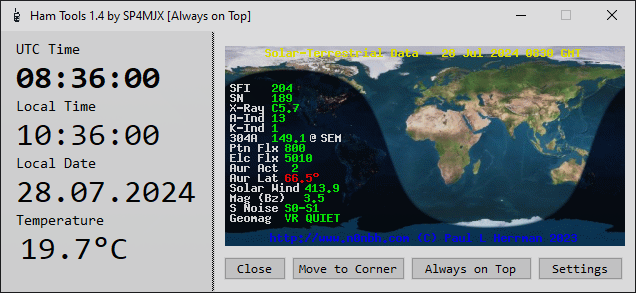 Ham Tools 1.4 by SP4MJX [Always on Top]
UTC Time
08:36:00
Local Time
10:36:00
Local Date
28.07.2024
Temperature
19.7°C
Solar-Terrestrial Data - 28 Jul 2024 0830 GMT
SFI 204
SN 189
X-Ray C5.7
A-Ind 13
K-Ind 1
304A 149.1 @ SEM
Ptn Flx 800
Elc Flx 5010
Aur Act 2
Aur Lat 66.5°
Solar Wind 413.9
Mag (Bz) 3.5
S Noise S0-S1
Geomag VR QUIET
http://www.n0nbh.com (C) Paul L Herrman 2023
Close
Move to Corner
Always on Top
Settings